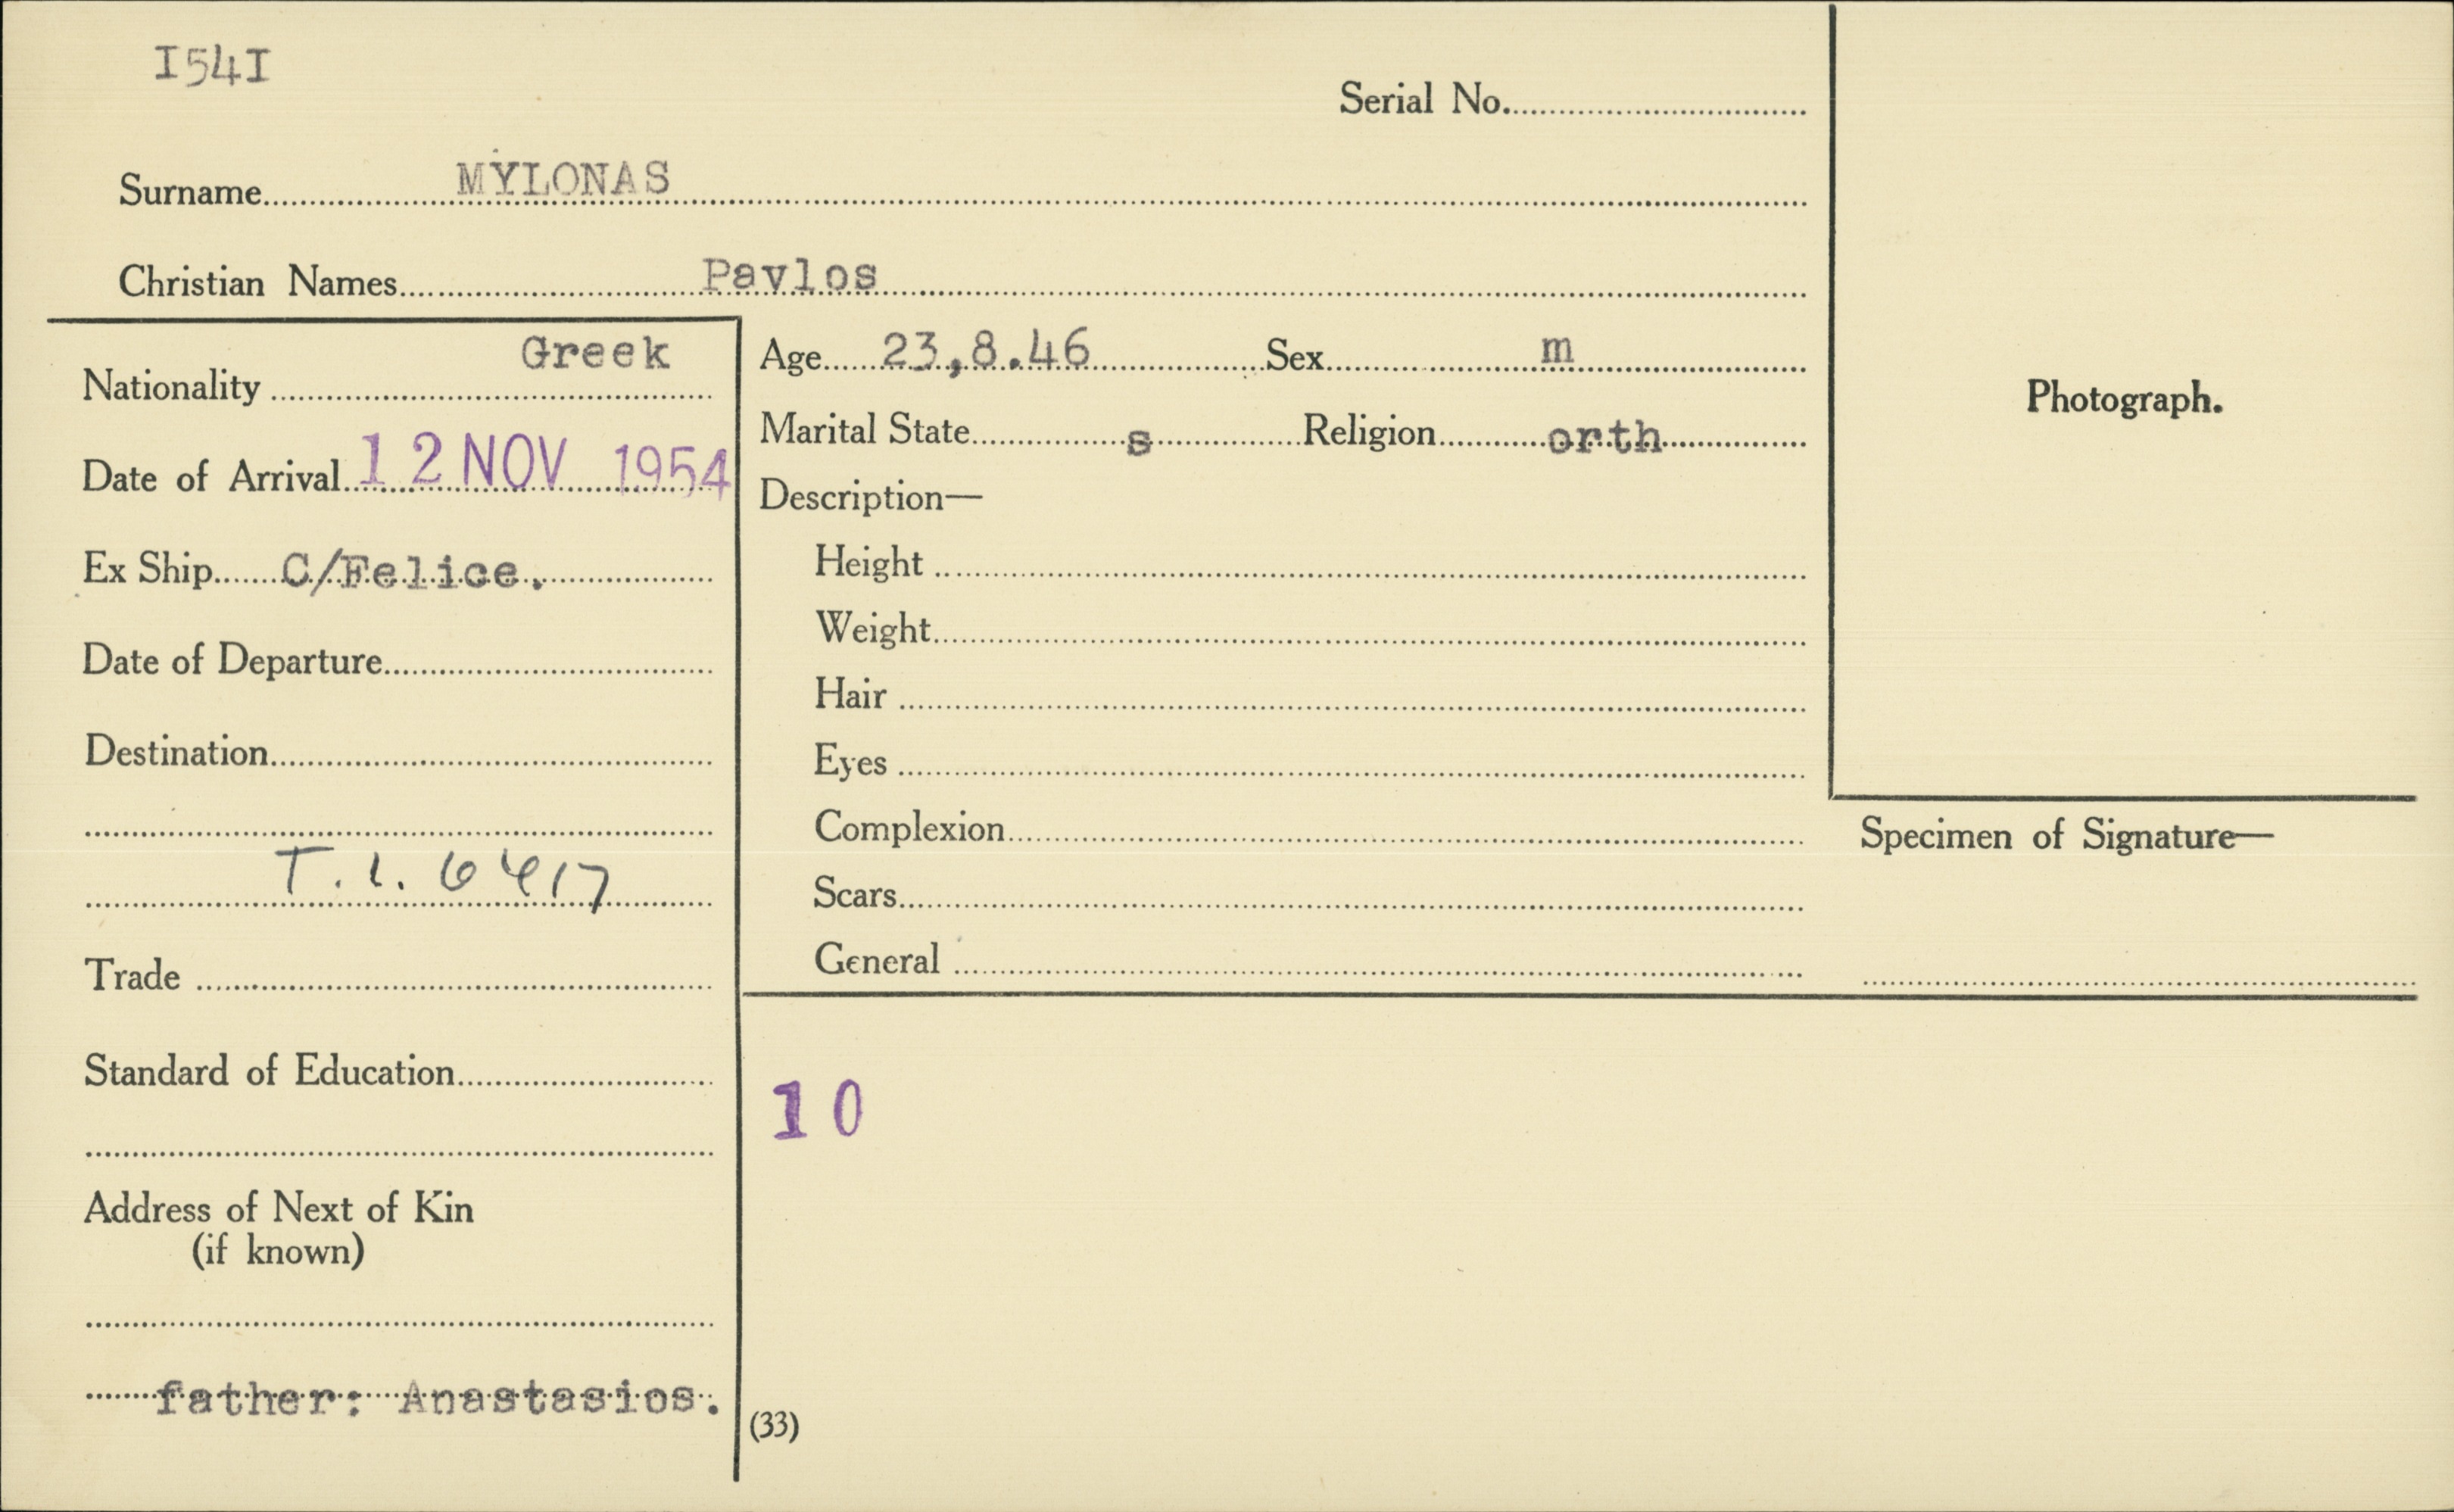 I54I
Serial No.
Surname MYLONAS
Christian Names Pavlos
Nationality Greek
Date of Arrival 12 NOV 1954
Ex Ship C/Felice.
Date of Departure
Destination
T.1. 6417
Trade
Standard of Education
Address of Next of Kin
(if known)
father: Anastasios.
Age 23,8.46 Sex m
Marital State s Religion orth
Description—
Height
Weight
Hair
Eyes
Complexion
Scars
General
10
(33)
Photograph.
Specimen of Signature—